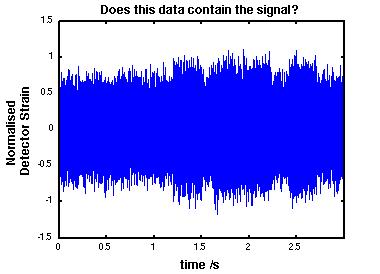 Does this data contain the signal?
1.5
1
0.5
0
-0.5
-1
-1.5
Normalised
Detector Strain
0 0.5 1 1.5 2 2.5
time /s